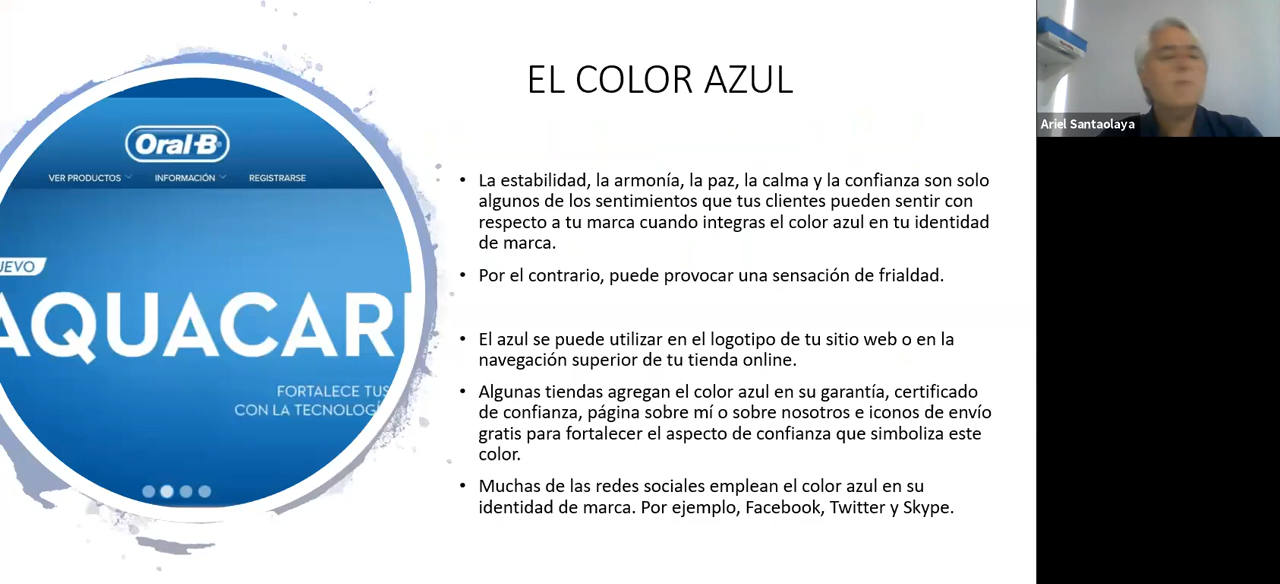 EL COLOR AZUL
Ariel Santaolaya
Oral-B
VER PRODUCTOS
INFORMACIÓN
REGISTRARSE
UEVO
AQUACAR
FORTALECE TUS
CON LA TECNOLOGÍ
• La estabilidad, la armonía, la paz, la calma y la confianza son solo
algunos de los sentimientos que tus clientes pueden sentir con
respecto a tu marca cuando integras el color azul en tu identidad
de marca.
• Por el contrario, puede provocar una sensación de frialdad.
• El azul se puede utilizar en el logotipo de tu sitio web o en la
navegación superior de tu tienda online.
• Algunas tiendas agregan el color azul en su garantía, certificado
de confianza, página sobre mí o sobre nosotros e iconos de envío
gratis para fortalecer el aspecto de confianza que simboliza este
color.
• Muchas de las redes sociales emplean el color azul en su
identidad de marca. Por ejemplo, Facebook, Twitter y Skype.